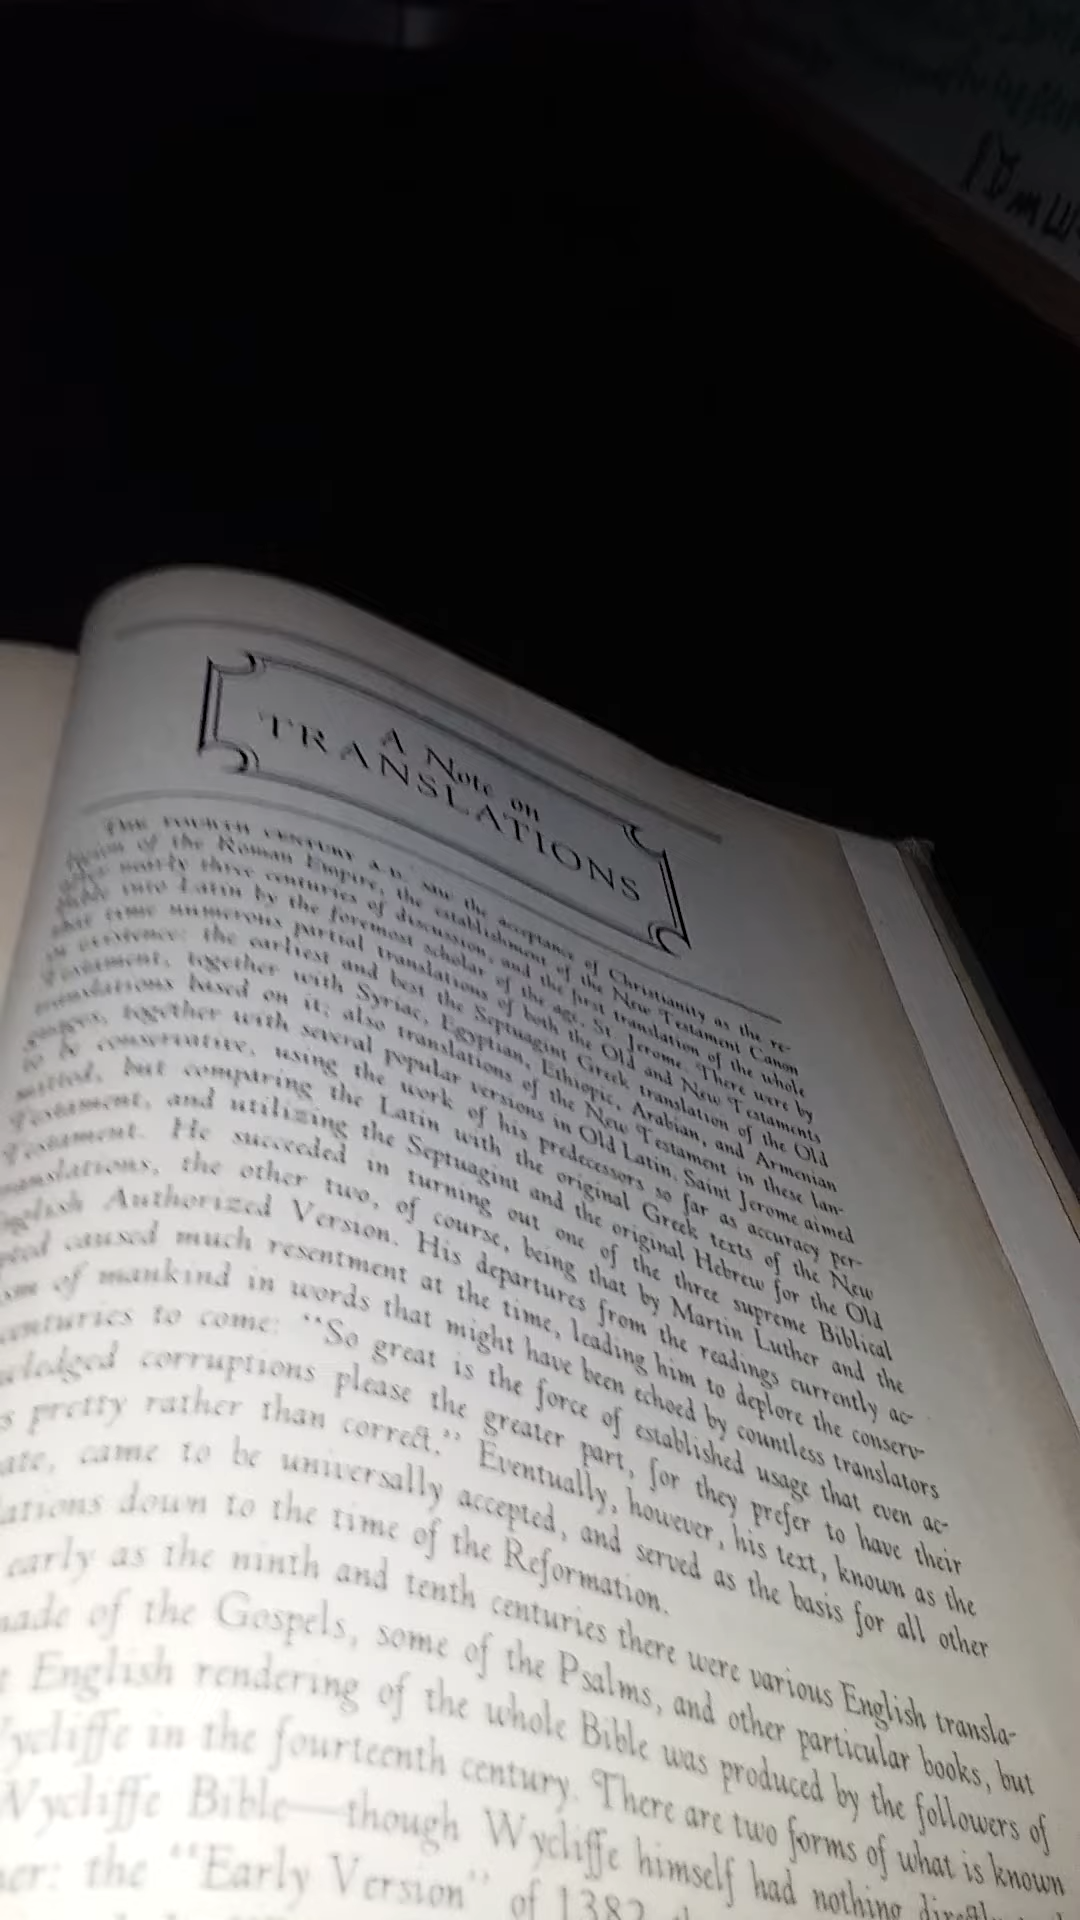 A Note on
TRANSLATIONS
THE FOURTH CENTURY A.D. saw the acceptance of Christianity as the re-
ligion of the Roman Empire, the establishment of the New Testament Canon
after nearly three centuries of discussion, and the first translation of the whole
Bible into Latin by the foremost scholar of the age, St. Jerome. There were by
that time numerous partial translations of both the Old and New Testaments
in existence: the earliest and best the Septuagint Greek translation of the Old
Testament, together with Syriac, Egyptian, Ethiopic, Arabian, and Armenian
translations based on it; also translations of the New Testament in these lan-
guages, together with several popular versions in Old Latin. Saint Jerome aimed
to be conservative, using the work of his predecessors so far as accuracy per-
mitted, but comparing the Latin with the original Greek texts of the New
Testament, and utilizing the Septuagint and the original Hebrew for the Old
Testament. He succeeded in turning out one of the three supreme Biblical
translations, the other two, of course, being that by Martin Luther and the
English Authorized Version. His departures from the readings currently ac-
caused much resentment at the time, leading him to deplore the conserv-
of mankind in words that might have been echoed by countless translators
centuries to come: "So great is the force of established usage that even ac-
corruptions please the greater part, for they prefer to have their
pretty rather than correct." Eventually, however, his text, known as the
came to be universally accepted, and served as the basis for all other
down to the time of the Reformation.
early as the ninth and tenth centuries there were various English transla-
made of the Gospels, some of the Psalms, and other particular books, but
English rendering of the whole Bible was produced by the followers of
Wycliffe in the fourteenth century. There are two forms of what is known
Wycliffe Bible—though Wycliffe himself had nothing
the "Early Version" of 1382